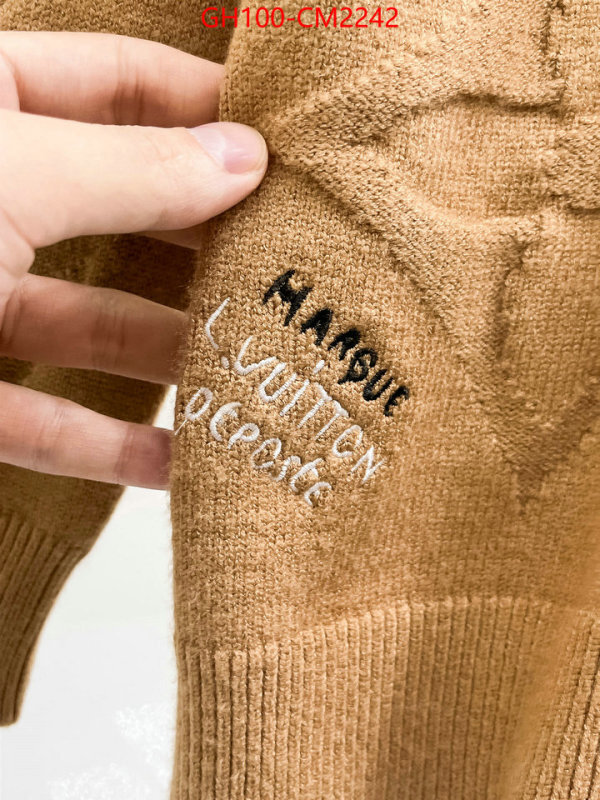 GH100-CM2242
MARQUE
L.VUITTON
DEPOSEE